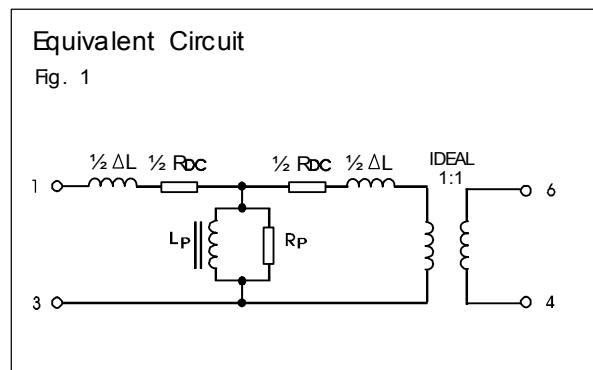 Equivalent Circuit
Fig. 1
½ ΔL ½ RDC ½ RDC ½ ΔL IDEAL
1:1
1 6
LP RP
3 4